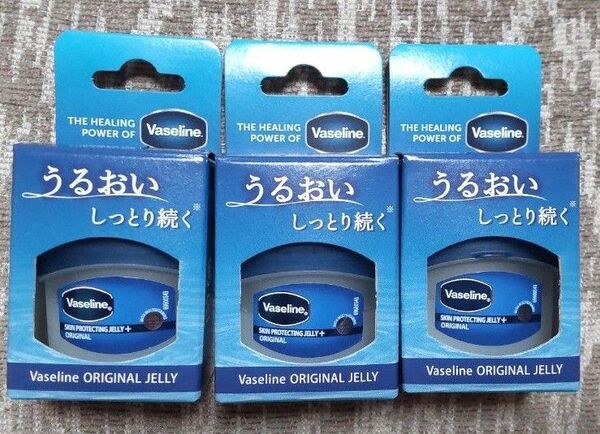 THE HEALING
POWER OF
Vaseline.
うるおい
しっとり続く※
Vaseline.
SKIN PROTECTING JELLY+
ORIGINAL
Vaseline ORIGINAL JELLY
THE HEALING
POWER OF
Vaseline.
うるおい
しっとり続く※
Vaseline.
SKIN PROTECTING JELLY+
ORIGINAL
Vaseline ORIGINAL JELLY
THE HEALING
POWER OF
Vaseline.
うるおい
しっとり続く※
Vaseline.
SKIN PROTECTING JELLY+
ORIGINAL
Vaseline ORIGINAL JELLY